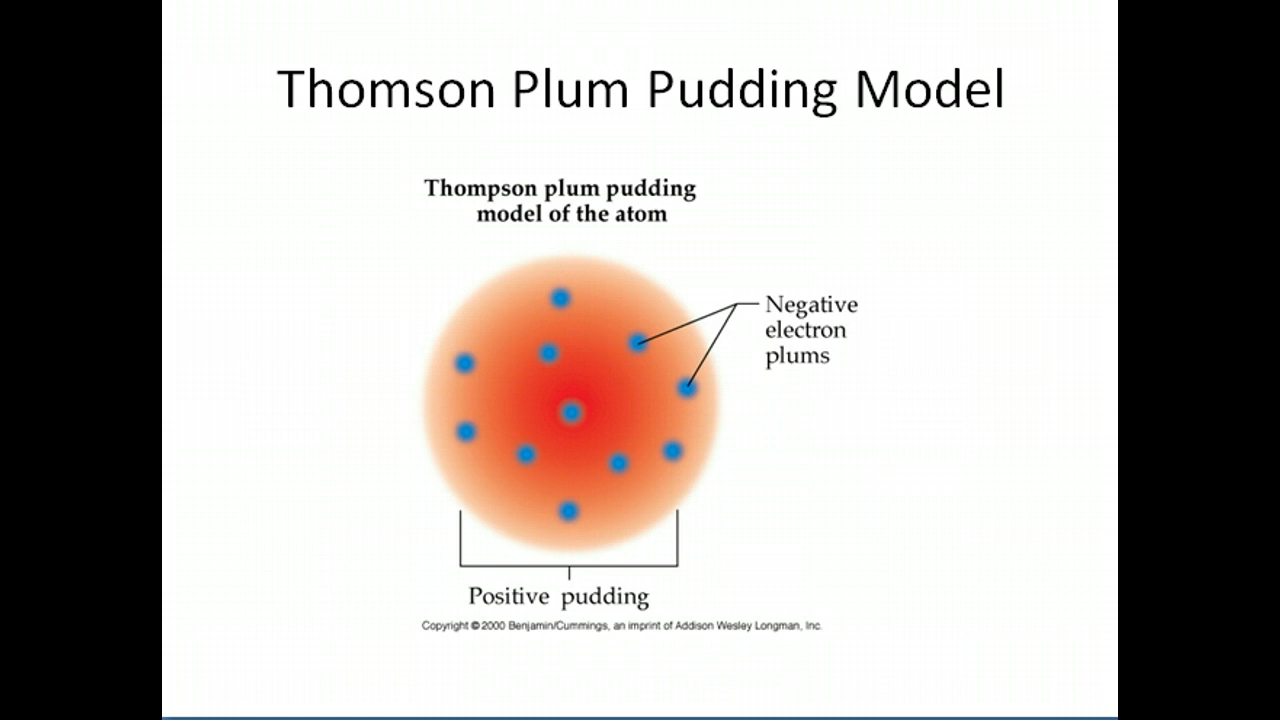 Thomson Plum Pudding Model
Thompson plum pudding
model of the atom
Negative
electron
plums
Positive pudding
Copyright © 2000 Benjamin/Cummings, an imprint of Addison Wesley Longman, Inc.